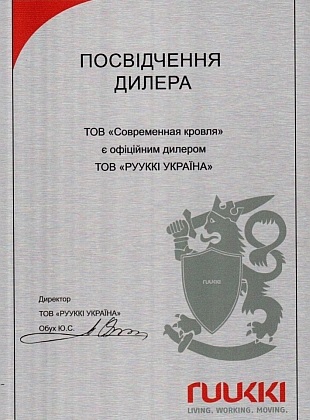 ПОСВІДЧЕННЯ
ДИЛЕРА
ТОВ «Современная кровля»
є офіційним дилером
ТОВ «РУУККІ УКРАЇНА»
RUUKKI
Директор
ТОВ «РУУККІ УКРАЇНА»
Обух Ю.С.
RUUKKI
LIVING. WORKING. MOVING.